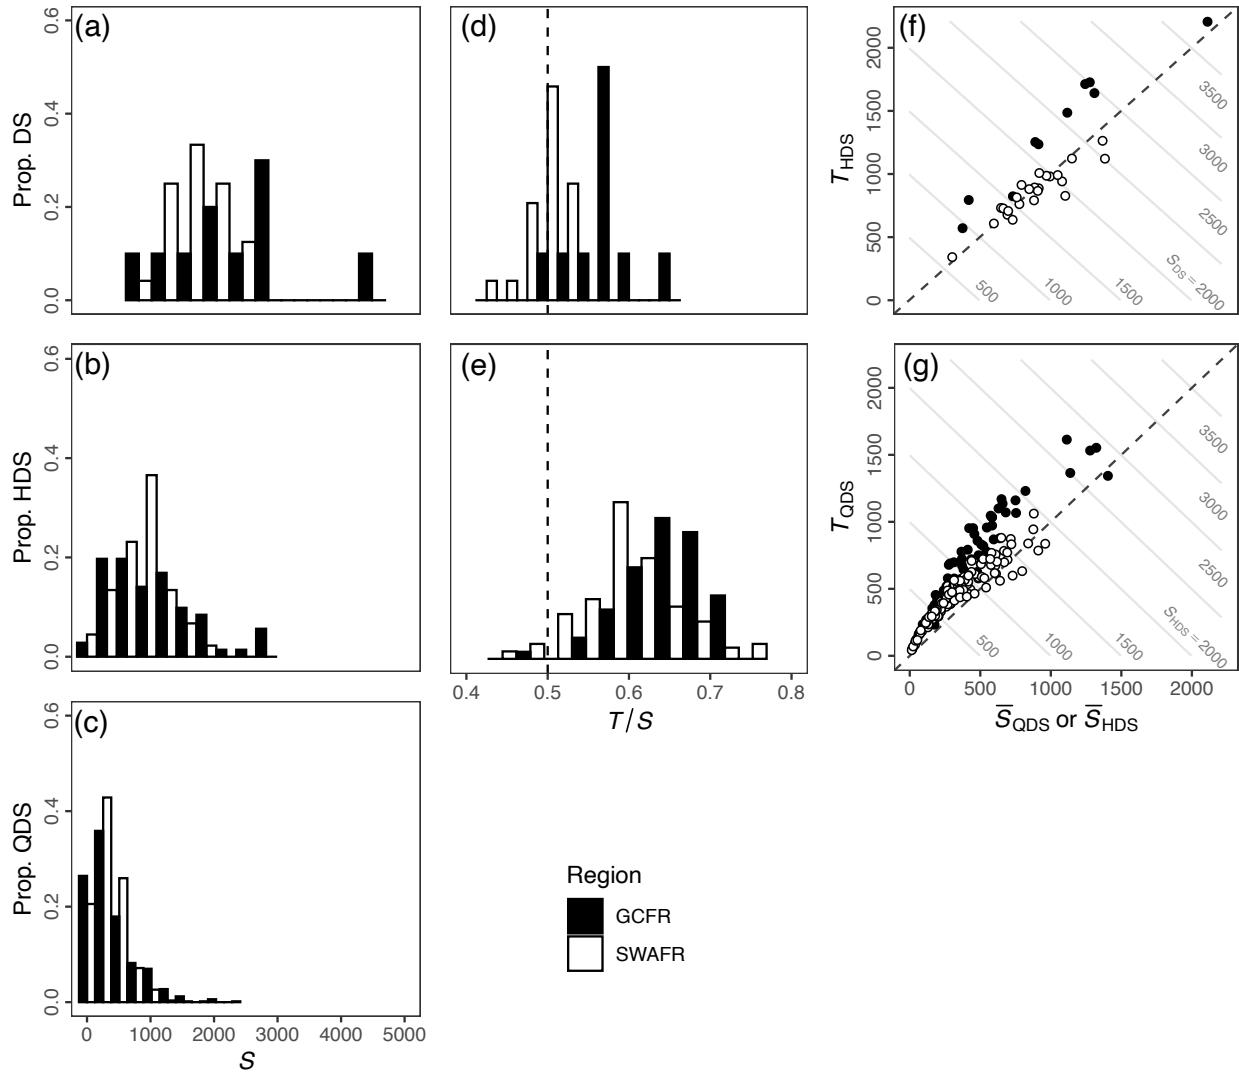 (a)
Prop. DS
0.0
0.2
0.4
0.6
(b)
Prop. HDS
0.0
0.2
0.4
0.6
(c)
Prop. QDS
0.0
0.2
0.4
0.6
0 1000 2000 3000 4000 5000
S
(d)
(e)
0.4 0.5 0.6 0.7 0.8
T/S
Region
GCFR
SWAFR
(f)
T_HDS
0
500
1000
1500
2000
500
1000
1500
S_DS = 2000
2500
3000
3500
(g)
T_QDS
0
500
1000
1500
2000
500
1000
1500
S_HDS = 2000
2500
3000
3500
0 500 1000 1500 2000
S̅_QDS or S̅_HDS